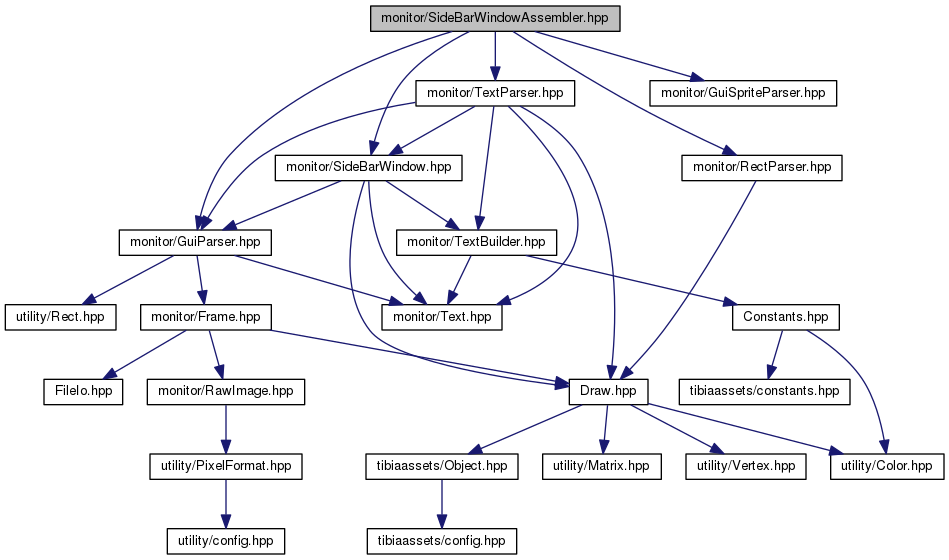 monitor/SideBarWindowAssembler.hpp
monitor/TextParser.hpp
monitor/GuiSpriteParser.hpp
monitor/SideBarWindow.hpp
monitor/RectParser.hpp
monitor/GuiParser.hpp
monitor/TextBuilder.hpp
utility/Rect.hpp
monitor/Frame.hpp
monitor/Text.hpp
Constants.hpp
FileIo.hpp
monitor/RawImage.hpp
Draw.hpp
tibiaassets/constants.hpp
utility/PixelFormat.hpp
tibiaassets/Object.hpp
utility/Matrix.hpp
utility/Vertex.hpp
utility/Color.hpp
utility/config.hpp
tibiaassets/config.hpp